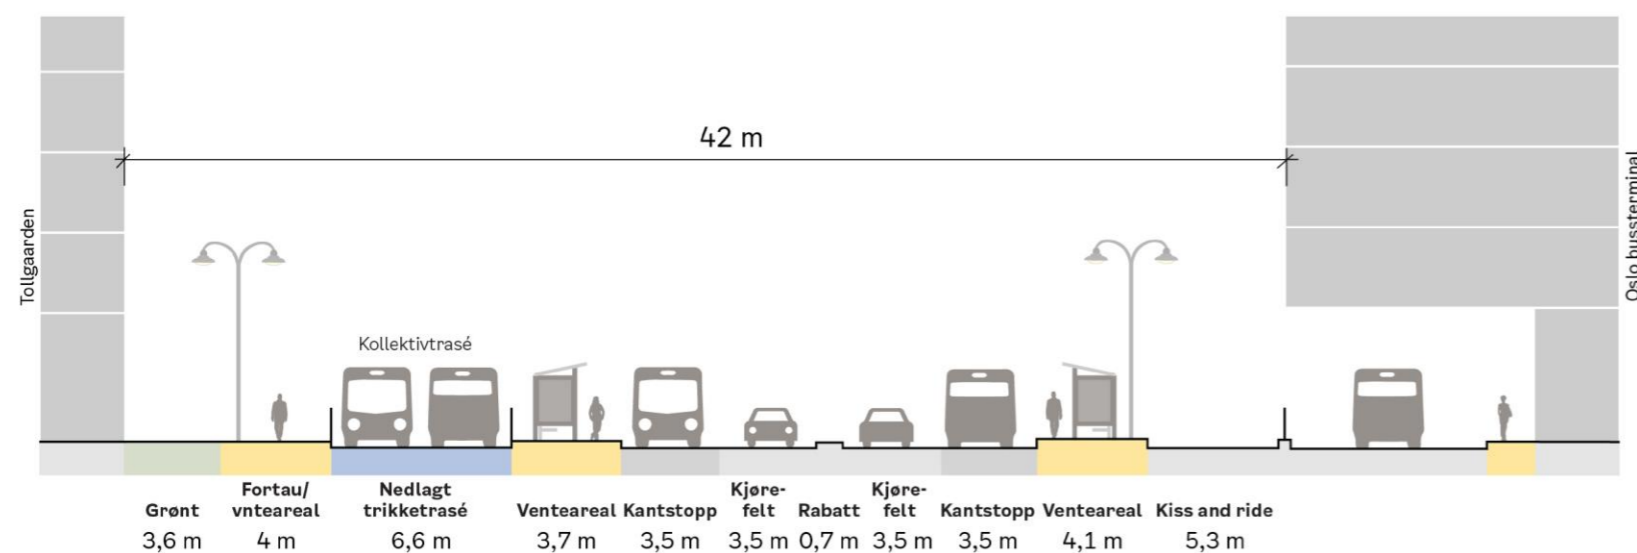 42 m
Tollgaarden
Oslo bussterminal
Kollektivtrasé
Grønt
3,6 m
Fortau/
vnteareal
4 m
Nedlagt
trikketrasé
6,6 m
Venteareal
3,7 m
Kantstopp
3,5 m
Kjøre-
felt
3,5 m
Rabatt
0,7 m
Kjøre-
felt
3,5 m
Kantstopp
3,5 m
Venteareal
4,1 m
Kiss and ride
5,3 m